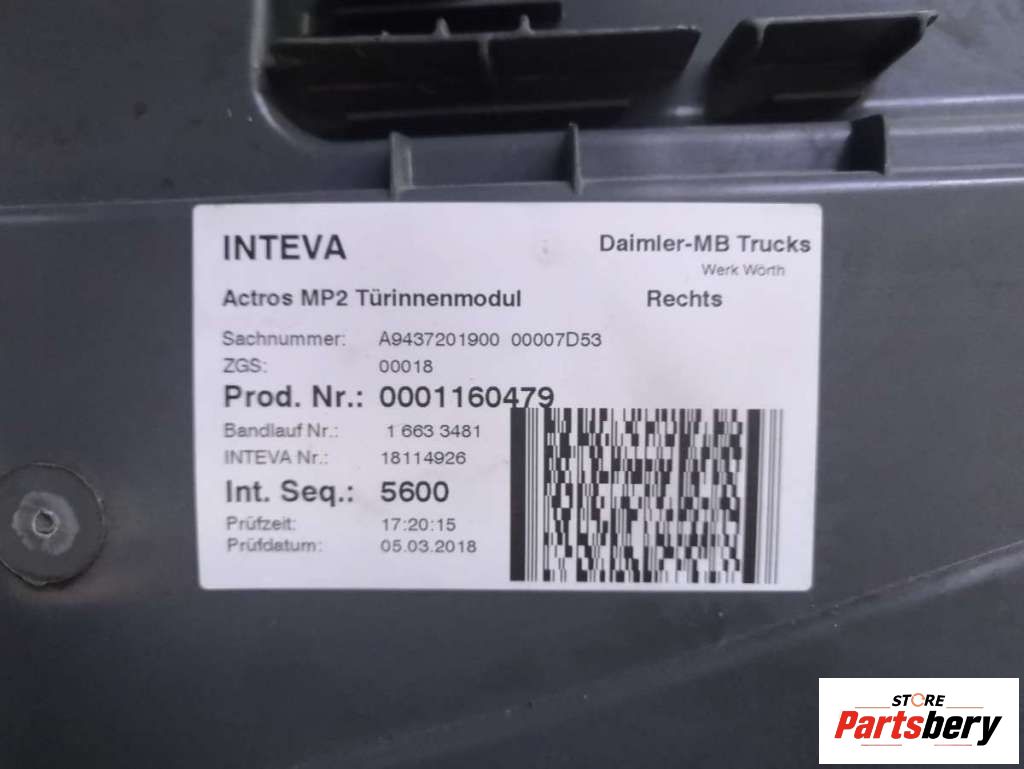 INTEVA
Daimler-MB Trucks
Werk Wörth
Actros MP2 Türinnenmodul Rechts
Sachnummer: A9437201900 00007D53
ZGS: 00018
Prod. Nr.: 0001160479
Bandlauf Nr.: 1 663 3481
INTEVA Nr.: 18114926
Int. Seq.: 5600
Prüfzeit: 17:20:15
Prüfdatum: 05.03.2018
STORE
Partsbery